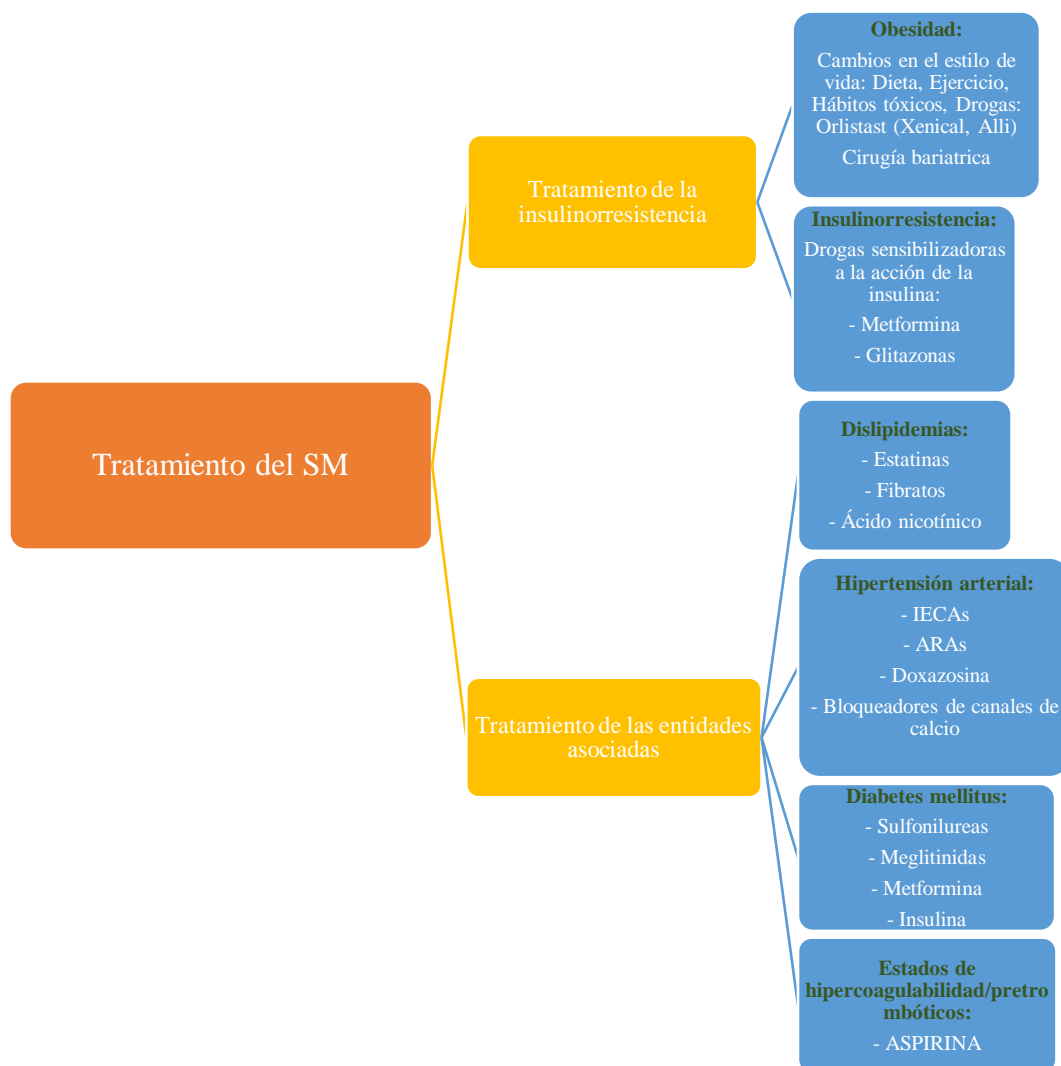 Tratamiento del SM
Tratamiento de la
insulinorresistencia
Obesidad:
Cambios en el estilo de
vida: Dieta, Ejercicio,
Hábitos tóxicos, Drogas:
Orlistast (Xenical, Alli)
Cirugía bariatrica
Insulinorresistencia:
Drogas sensibilizadoras
a la acción de la
insulina:
- Metformina
- Glitazonas
Tratamiento de las entidades
asociadas
Dislipidemias:
- Estatinas
- Fibratos
- Ácido nicotínico
Hipertensión arterial:
- IECAs
- ARAs
- Doxazosina
- Bloqueadores de canales de
calcio
Diabetes mellitus:
- Sulfonilureas
- Meglitinidas
- Metformina
- Insulina
Estados de
hipercoagulabilidad/pretro
mbóticos:
- ASPIRINA